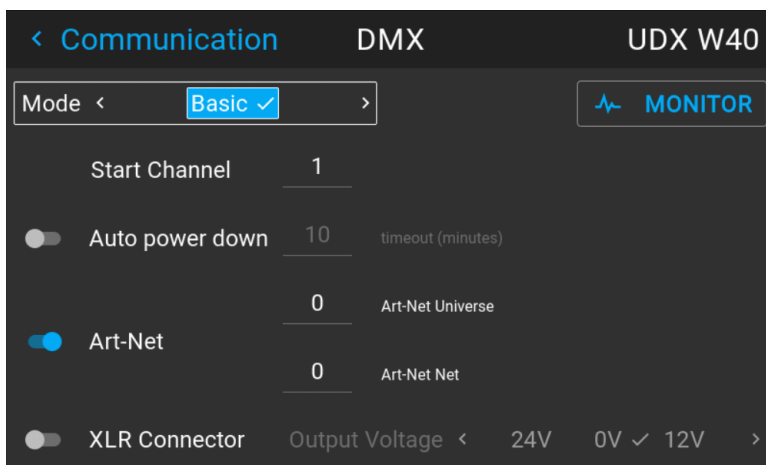 Communication DMX UDX W40
Mode Basic MONITOR
Start Channel 1
Auto power down 10 timeout (minutes)
0 Art-Net Universe
Art-Net
0 Art-Net Net
XLR Connector Output Voltage 24V 0V 12V